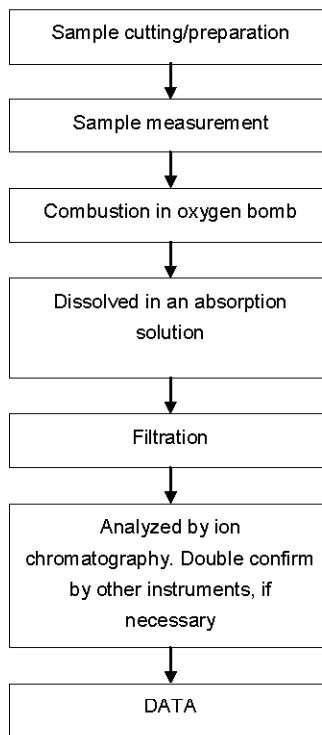 Sample cutting/preparation
Sample measurement
Combustion in oxygen bomb
Dissolved in an absorption
solution
Filtration
Analyzed by ion
chromatography. Double confirm
by other instruments, if
necessary
DATA